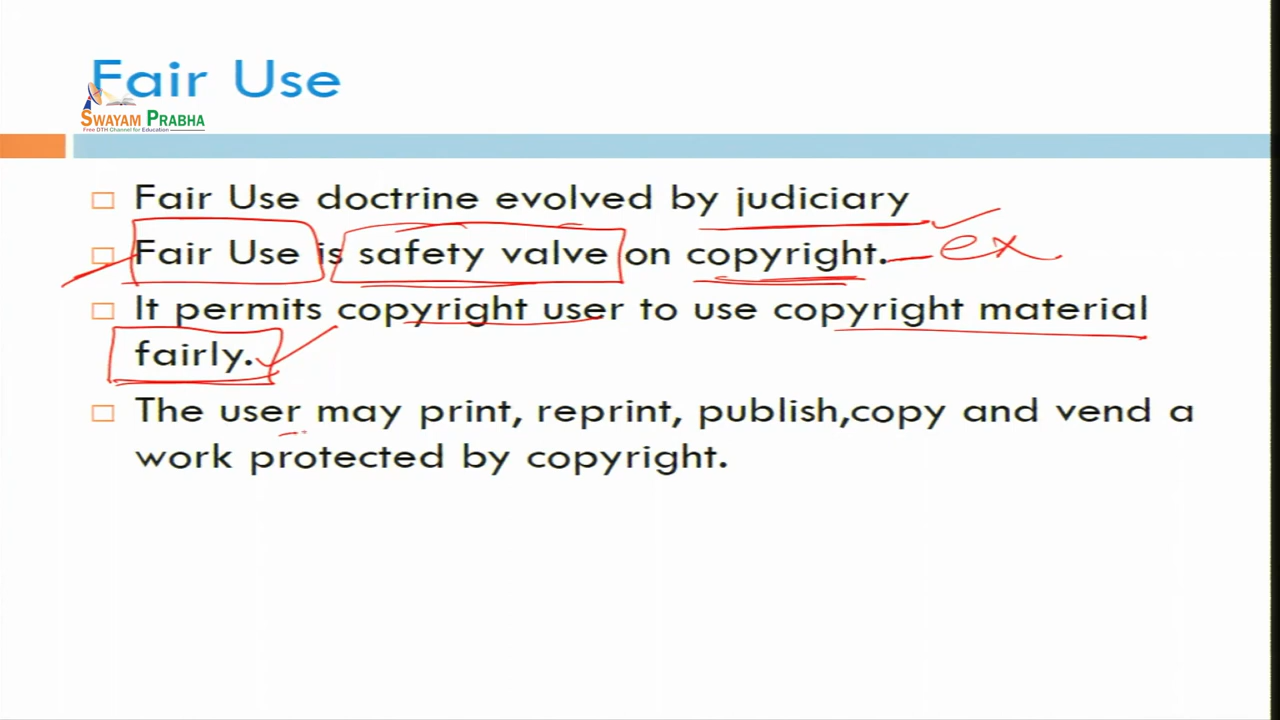 Fair Use
SWAYAM PRABHA
Free DTH Channel for Education
Fair Use doctrine evolved by judiciary
Fair Use is safety valve on copyright. ex
It permits copyright user to use copyright material
fairly.
The user may print, reprint, publish,copy and vend a
work protected by copyright.